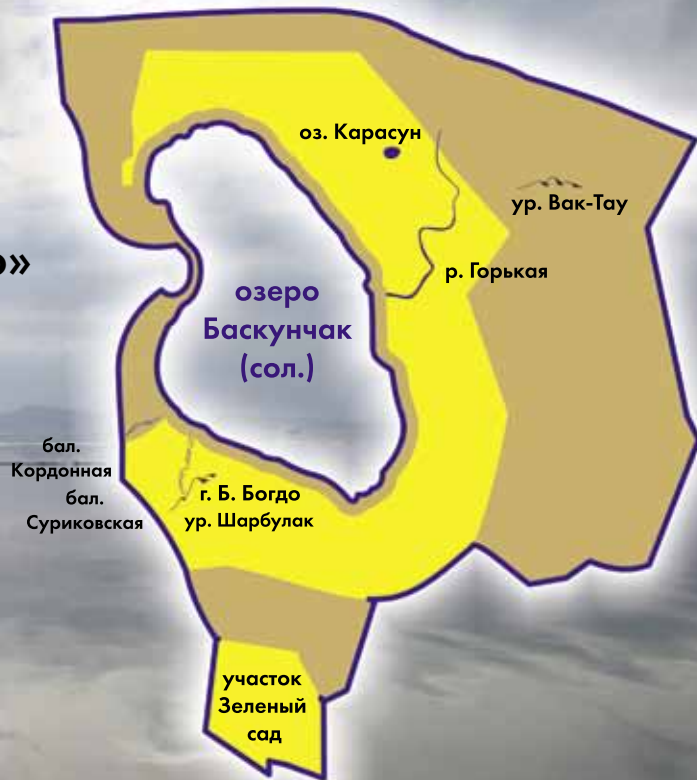 оз. Карасун
ур. Вак-Тау
р. Горькая
озеро
Баскунчак
(сол.)
бал.
Кордонная
бал.
Суриковская
г. Б. Богдо
ур. Шарбулак
участок
Зеленый
сад